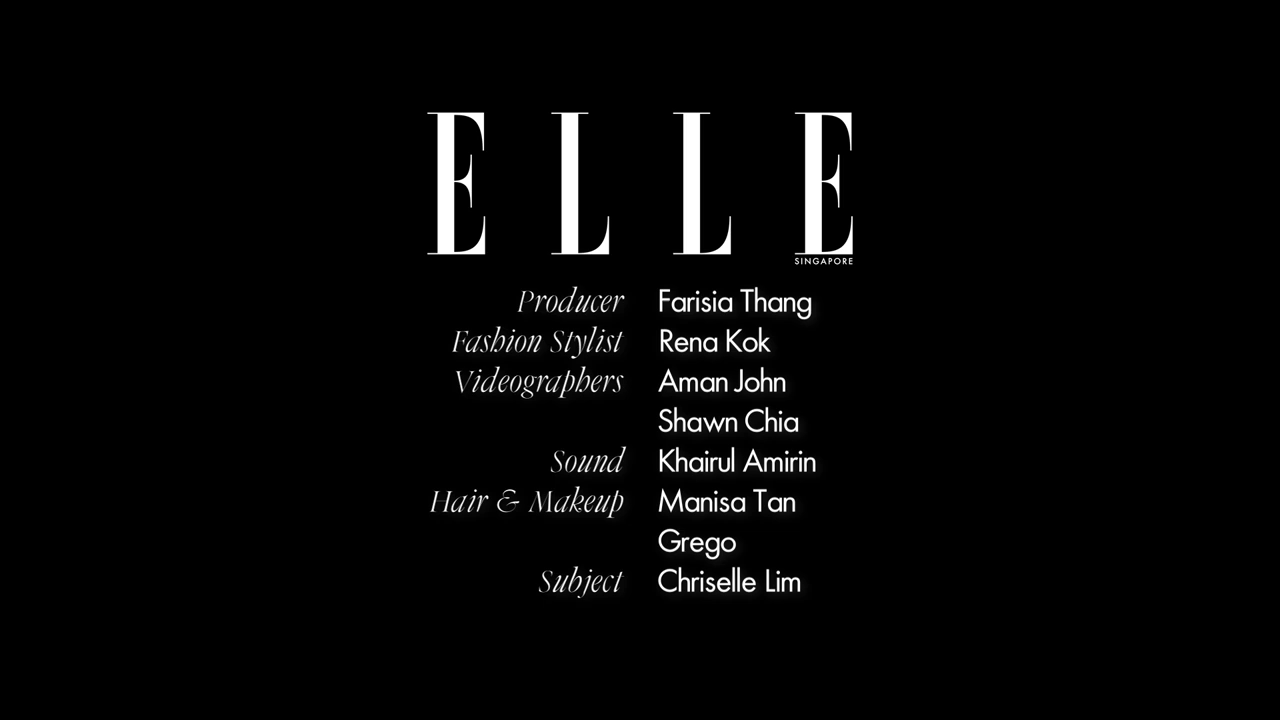 ELLE
SINGAPORE
Producer Farisia Thang
Fashion Stylist Rena Kok
Videographers Aman John
Shawn Chia
Sound Khairul Amirin
Hair & Makeup Manisa Tan
Grego
Subject Chriselle Lim